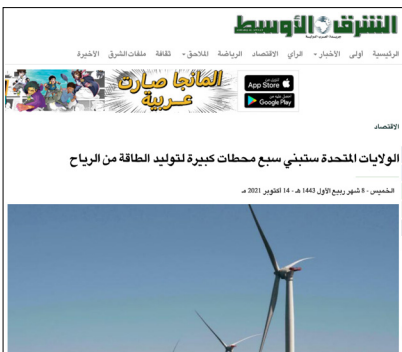 الشرق الأوسط
جريدة العرب الدولية
الرئيسية أولى الأخبار الرأي الاقتصاد الرياضة الملاحق ثقافة ملفات الشرق الأخيرة
المانجا صارت
عربية
App Store
Google Play
الاقتصاد
الولايات المتحدة ستبني سبع محطات كبيرة لتوليد الطاقة من الرياح
الخميس - 8 شهر ربيع الأول 1443 هـ - 14 أكتوبر 2021 مـ